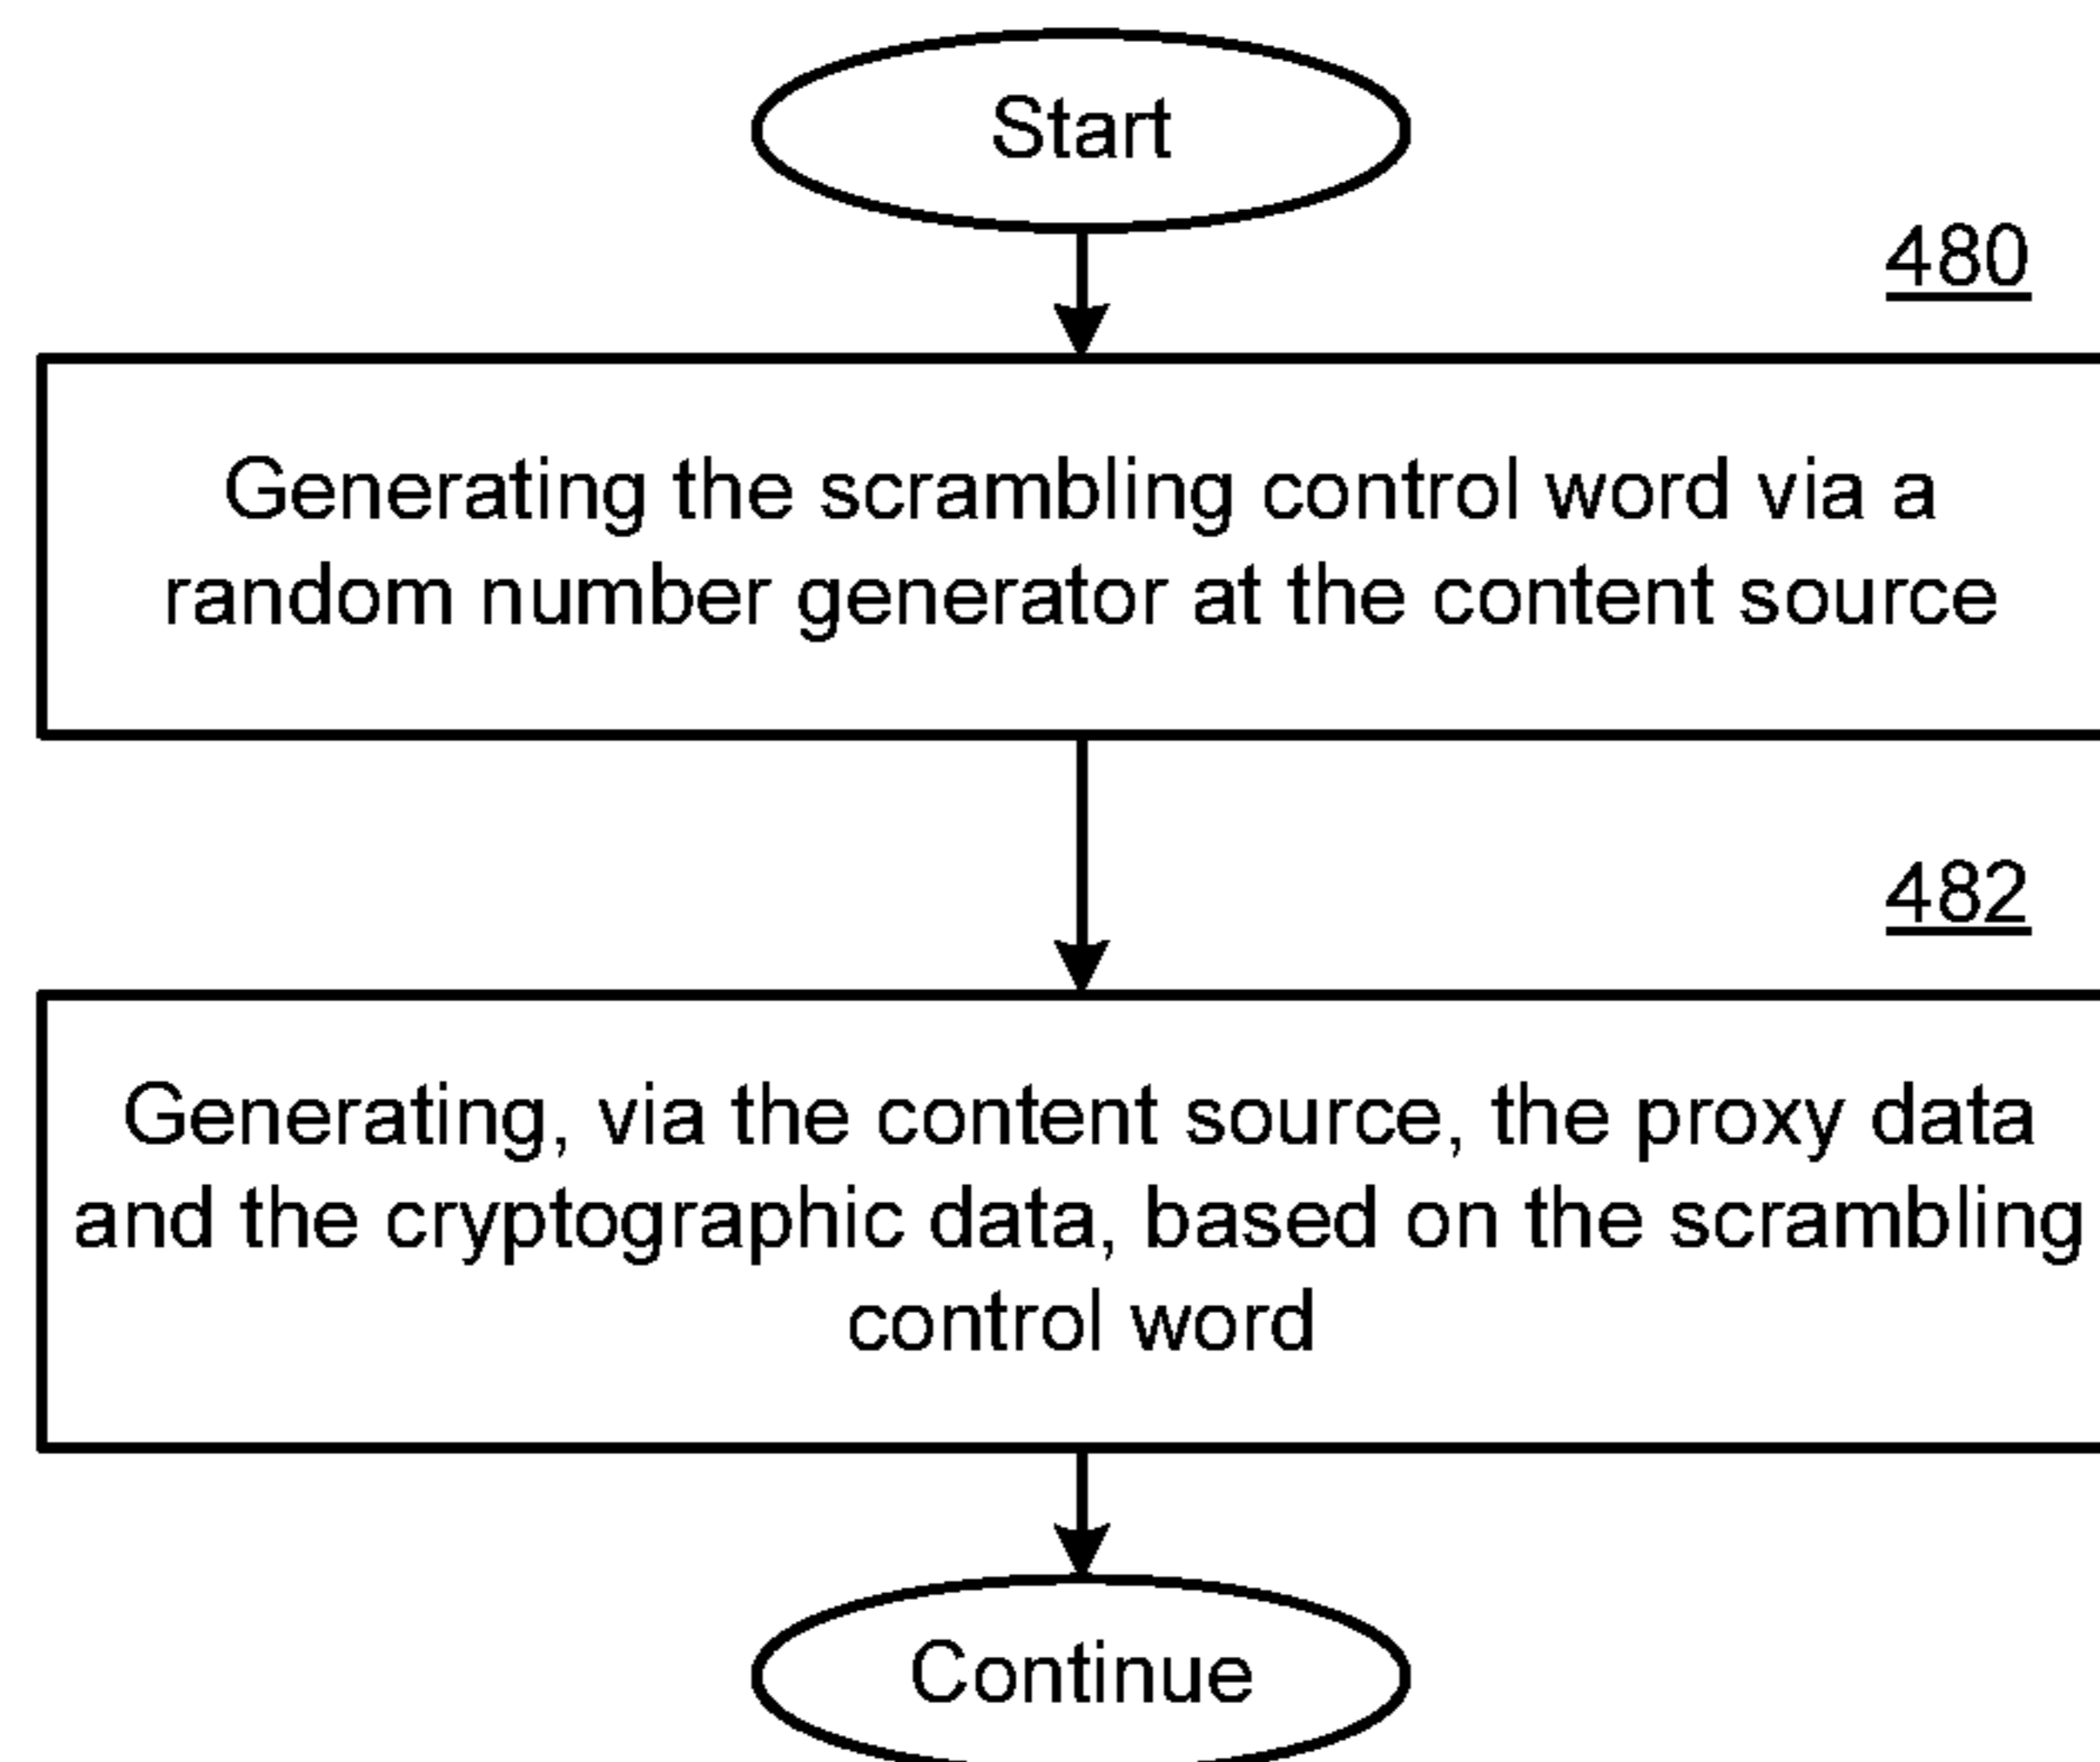 Start
480
Generating the scrambling control word via a
random number generator at the content source
482
Generating, via the content source, the proxy data
and the cryptographic data, based on the scrambling
control word
Continue